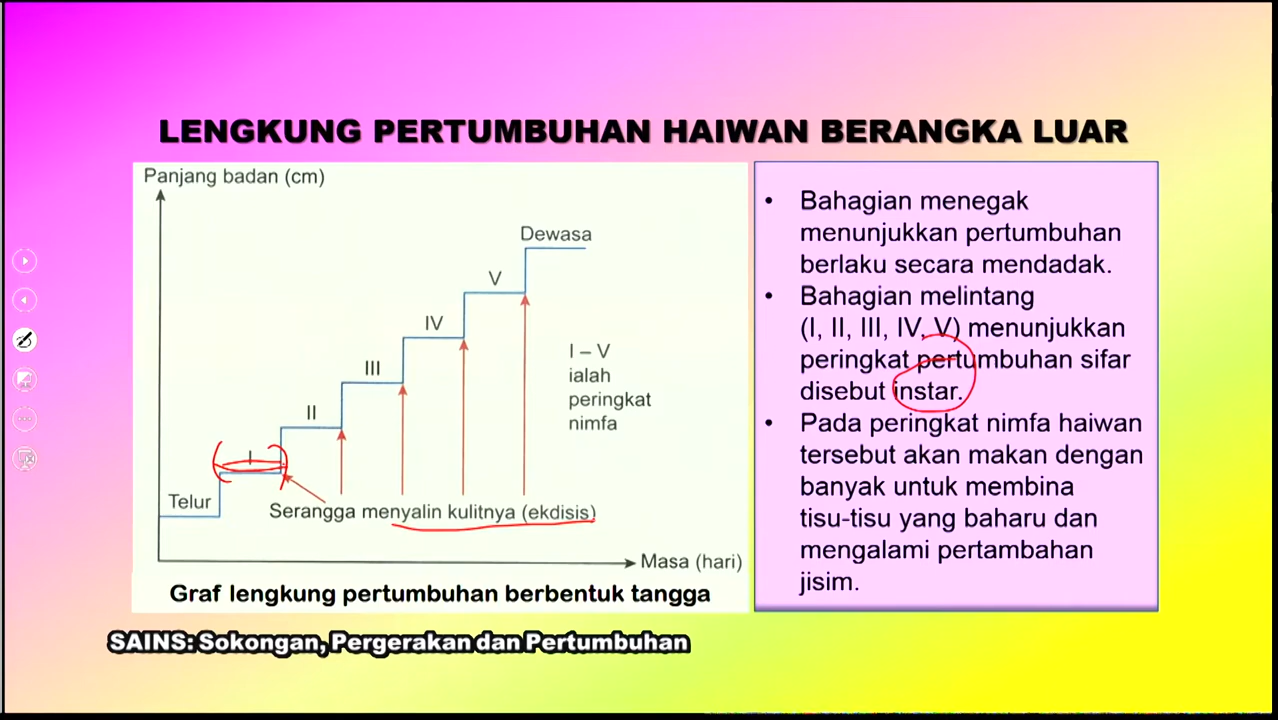 LENGKUNG PERTUMBUHAN HAIWAN BERANGKA LUAR
Panjang badan (cm)
Dewasa
V
IV
III
II
I
Telur
I – V
ialah
peringkat
nimfa
Serangga menyalin kulitnya (ekdisis)
Masa (hari)
Graf lengkung pertumbuhan berbentuk tangga
• Bahagian menegak
menunjukkan pertumbuhan
berlaku secara mendadak.
• Bahagian melintang
(I, II, III, IV, V) menunjukkan
peringkat pertumbuhan sifar
disebut instar.
• Pada peringkat nimfa haiwan
tersebut akan makan dengan
banyak untuk membina
tisu-tisu yang baharu dan
mengalami pertambahan
jisim.
SAINS: Sokongan, Pergerakan dan Pertumbuhan